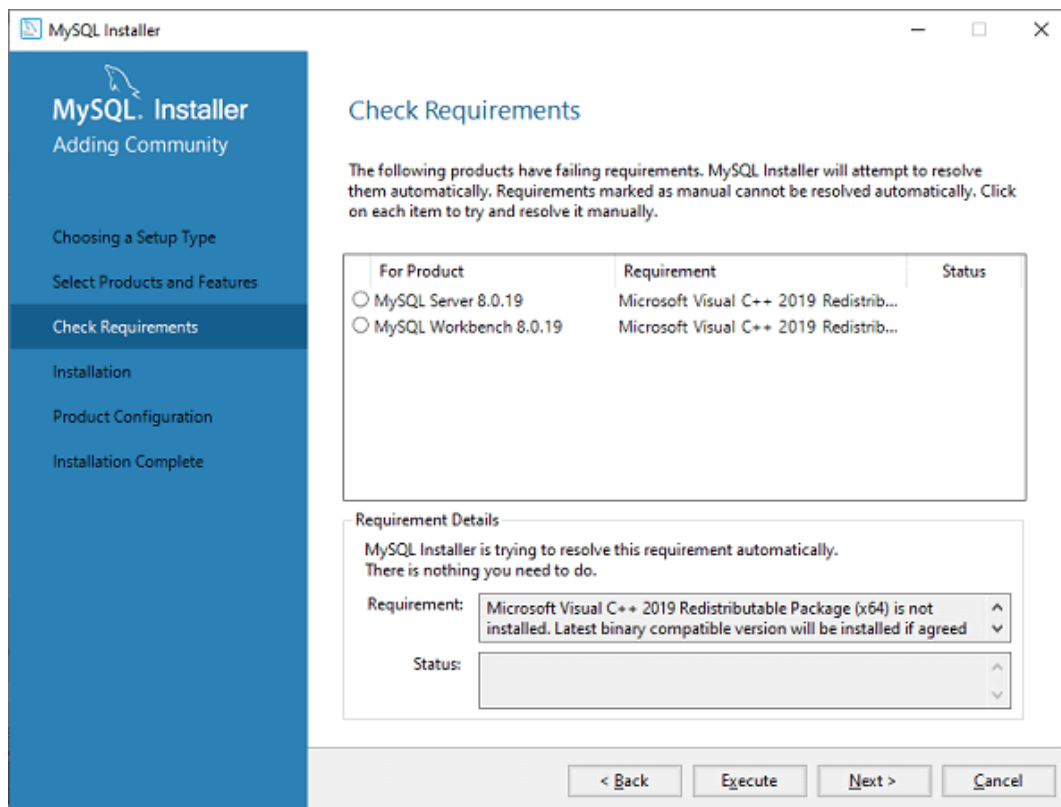 MySQL Installer
MySQL. Installer
Adding Community
Choosing a Setup Type
Select Products and Features
Check Requirements
Installation
Product Configuration
Installation Complete
Check Requirements
The following products have failing requirements. MySQL Installer will attempt to resolve
them automatically. Requirements marked as manual cannot be resolved automatically. Click
on each item to try and resolve it manually.
For Product Requirement Status
MySQL Server 8.0.19 Microsoft Visual C++ 2019 Redistrib...
MySQL Workbench 8.0.19 Microsoft Visual C++ 2019 Redistrib...
Requirement Details
MySQL Installer is trying to resolve this requirement automatically.
There is nothing you need to do.
Requirement: Microsoft Visual C++ 2019 Redistributable Package (x64) is not
installed. Latest binary compatible version will be installed if agreed
Status:
< Back Execute Next > Cancel